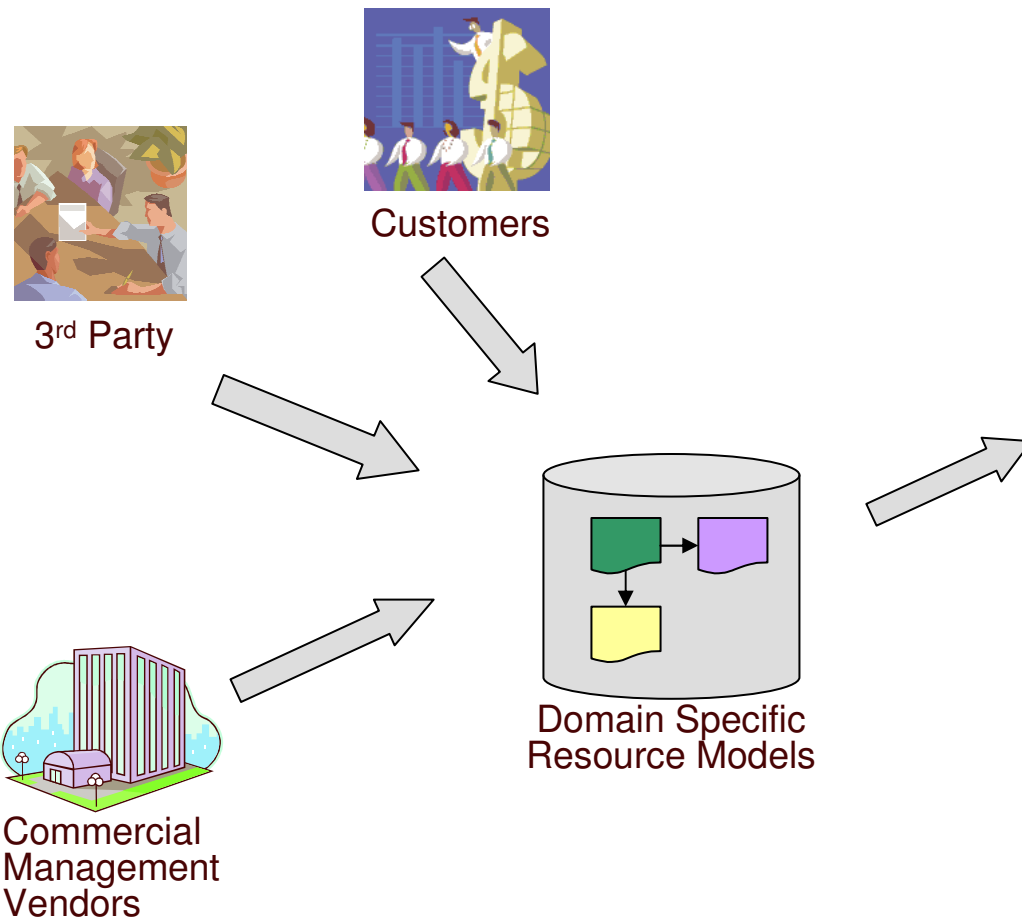 Customers
3rd Party
Domain Specific
Resource Models
Commercial
Management
Vendors